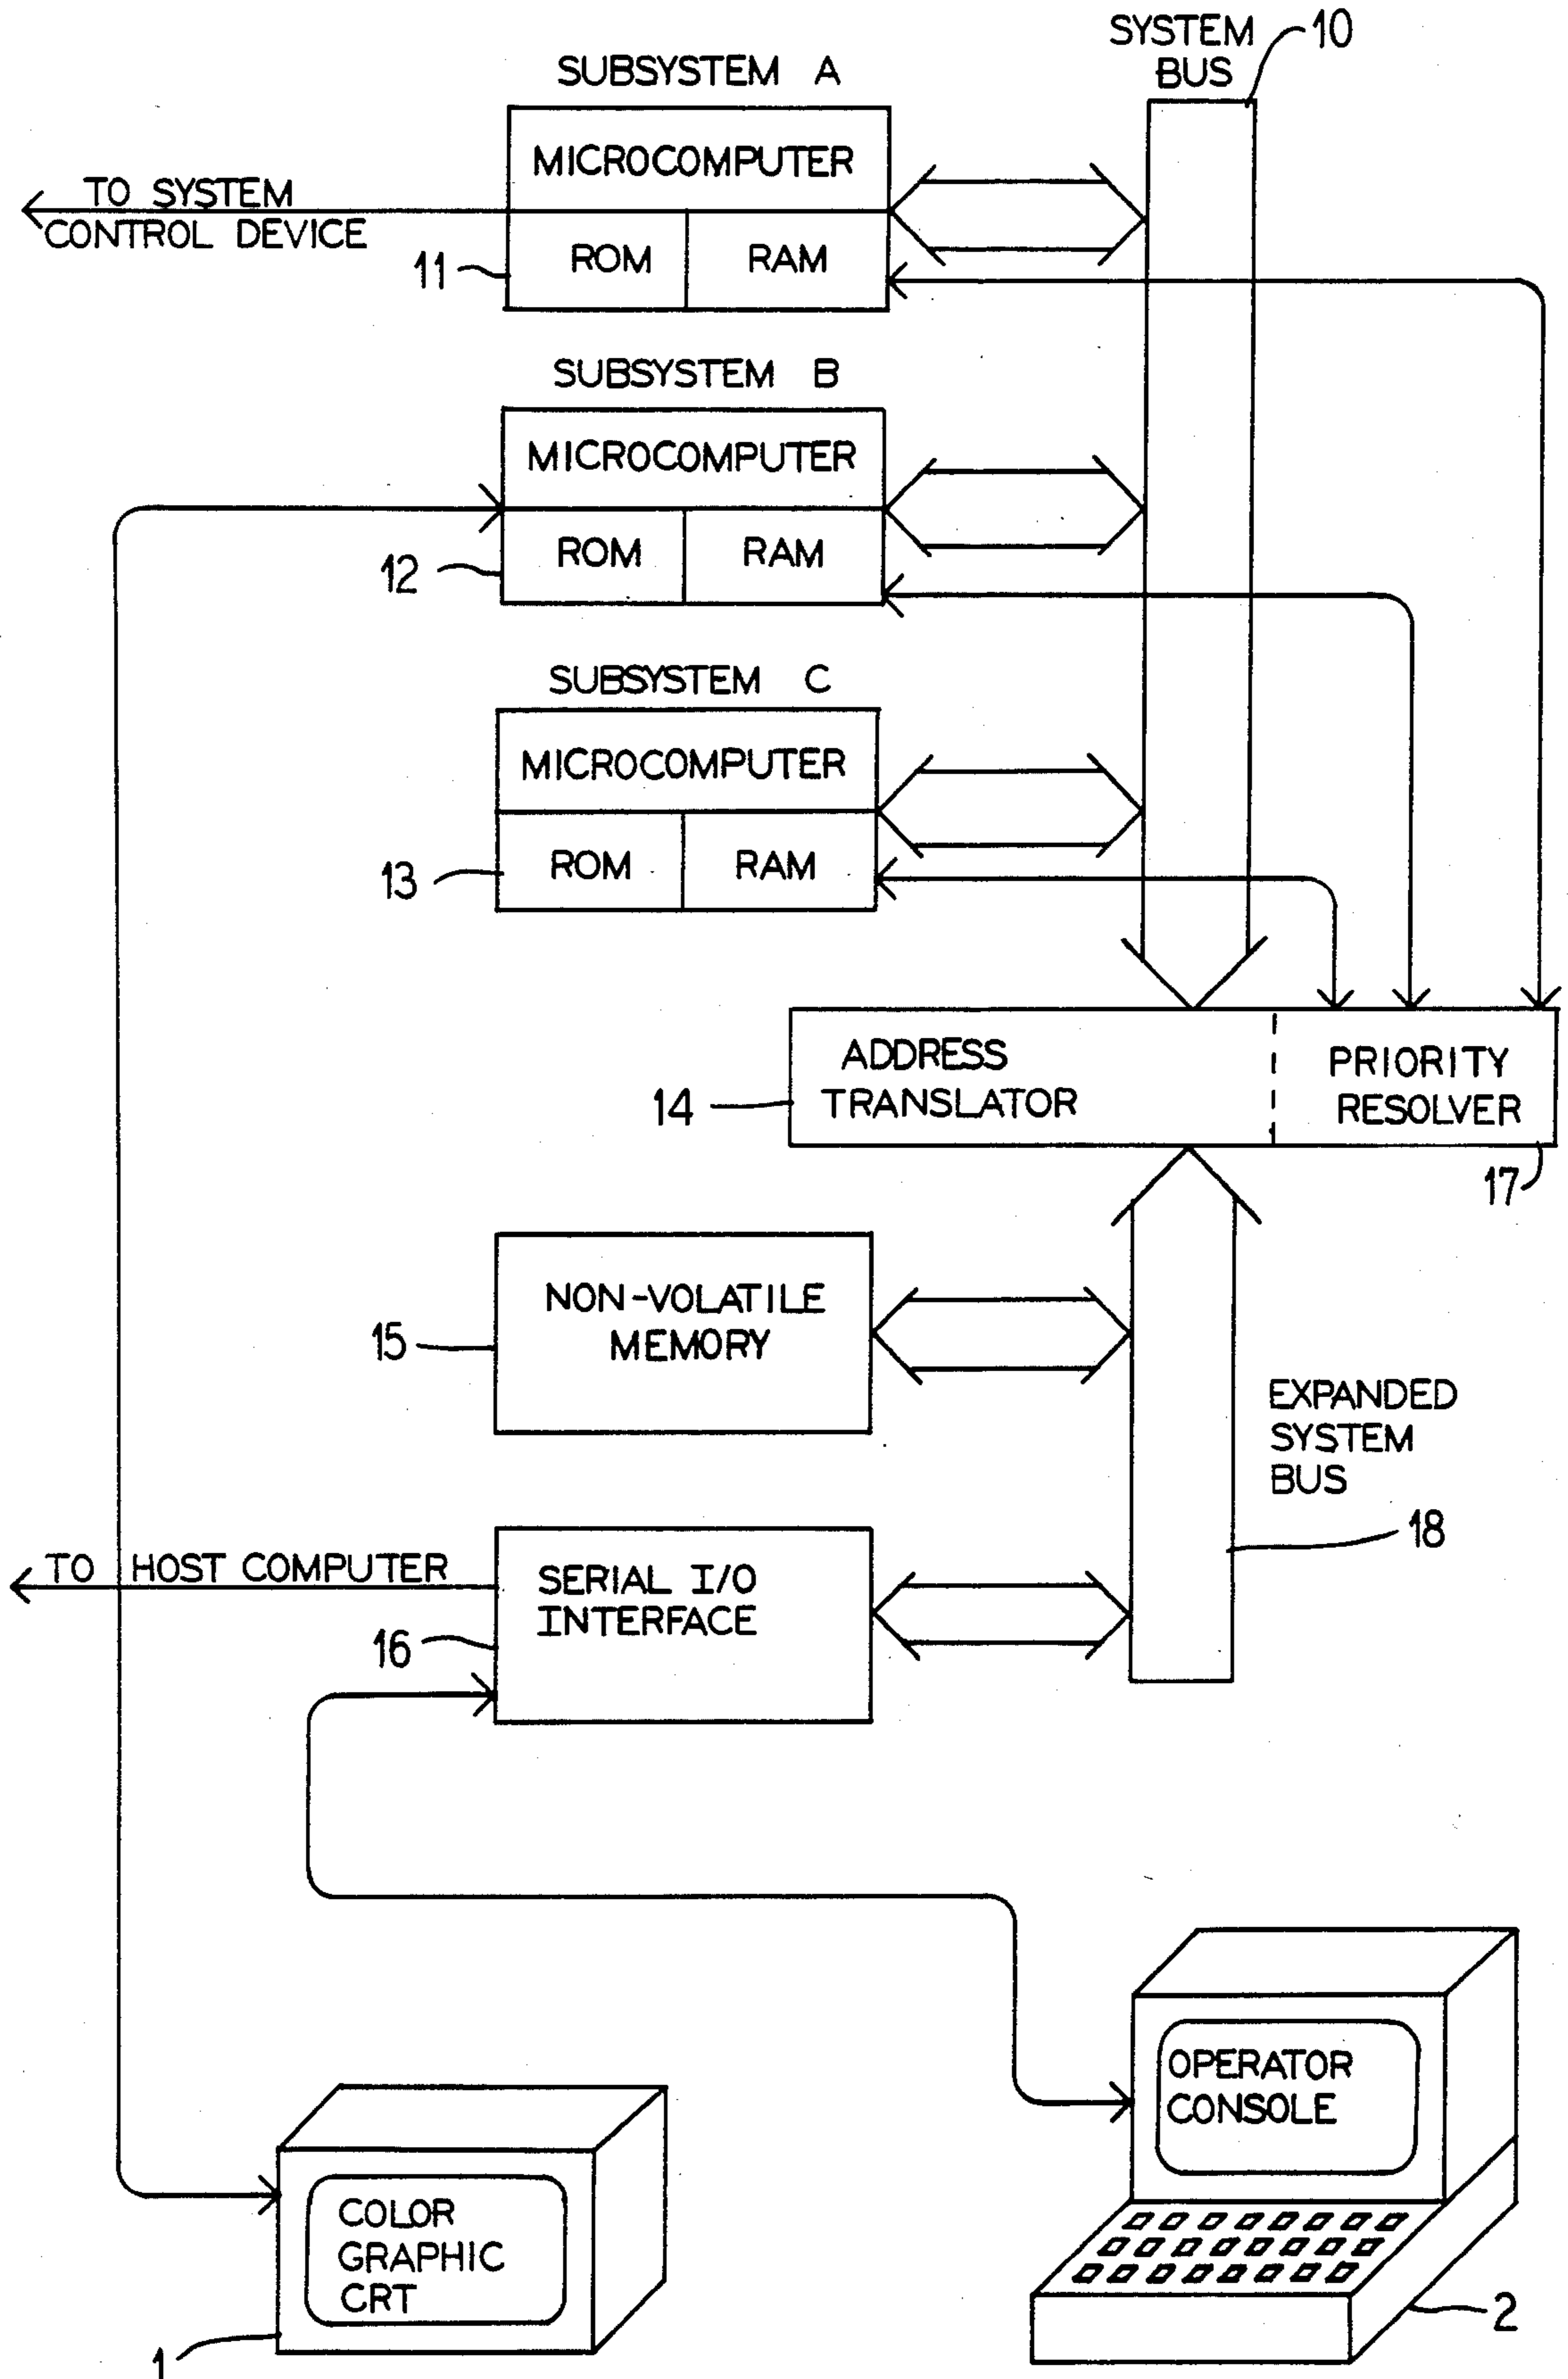 SYSTEM
BUS
10
SUBSYSTEM A
MICROCOMPUTER
ROM
RAM
11
TO SYSTEM
CONTROL DEVICE
SUBSYSTEM B
MICROCOMPUTER
ROM
RAM
12
SUBSYSTEM C
MICROCOMPUTER
ROM
RAM
13
ADDRESS
TRANSLATOR
14
PRIORITY
RESOLVER
17
NON-VOLATILE
MEMORY
15
EXPANDED
SYSTEM
BUS
18
TO HOST COMPUTER
SERIAL I/O
INTERFACE
16
OPERATOR
CONSOLE
2
COLOR
GRAPHIC
CRT
1